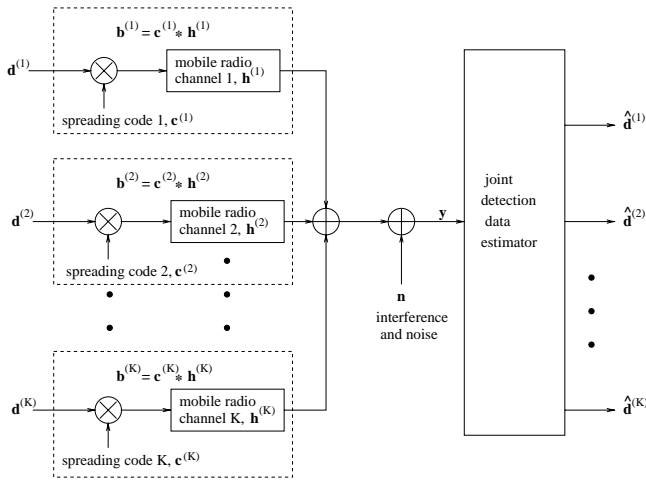 b(1) = c(1) * h(1)
d(1)
mobile radio
channel 1, h(1)
spreading code 1, c(1)
b(2) = c(2) * h(2)
d(2)
mobile radio
channel 2, h(2)
spreading code 2, c(2)
b(K) = c(K) * h(K)
d(K)
mobile radio
channel K, h(K)
spreading code K, c(K)
n
interference
and noise
y
joint
detection
data
estimator
d̂(1)
d̂(2)
d̂(K)